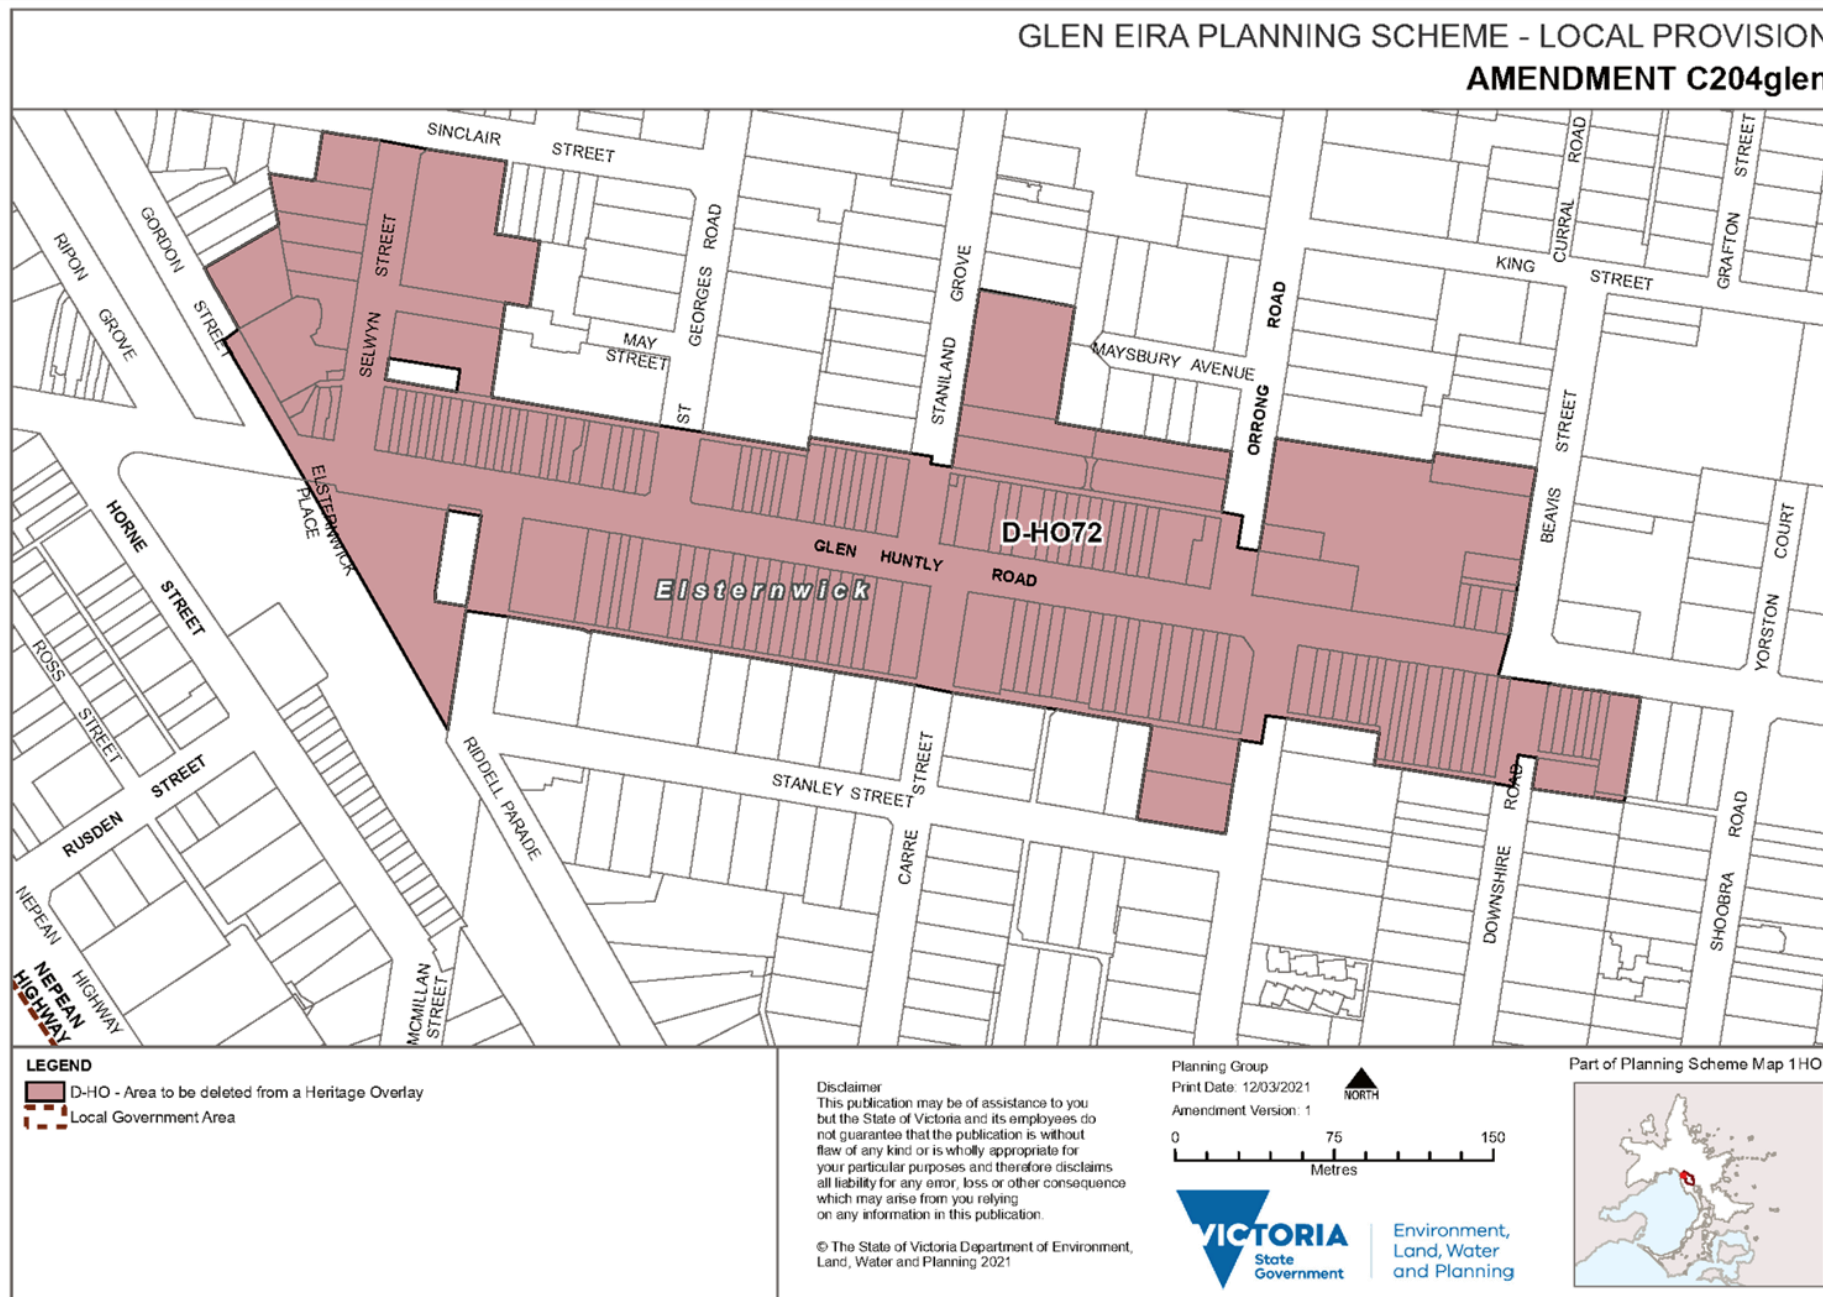 GLEN EIRA PLANNING SCHEME - LOCAL PROVISION
AMENDMENT C204glen
SINCLAIR STREET
GORDON STREET
RIPON GROVE
SELWYN STREET
ST GEORGES ROAD
MAY STREET
STANILAND GROVE
MAYSBURY AVENUE
ORRONG ROAD
KING STREET
CURRAL ROAD
GRAFTON STREET
BEAVIS STREET
YORSTON COURT
ELSTERNWICK PLACE
HORNE STREET
D-HO72
GLEN HUNTLY ROAD
Elsternwick
ROSS STREET
RUSDEN STREET
RIDDELL PARADE
STANLEY STREET
CARRE STREET
DOWNSHIRE ROAD
SHOOBRA ROAD
NEPEAN HIGHWAY
NEPEAN HIGHWAY
MCMILLAN STREET
LEGEND
D-HO - Area to be deleted from a Heritage Overlay
Local Government Area
Disclaimer
This publication may be of assistance to you
but the State of Victoria and its employees do
not guarantee that the publication is without
flaw of any kind or is wholly appropriate for
your particular purposes and therefore disclaims
all liability for any error, loss or other consequence
which may arise from you relying
on any information in this publication.
© The State of Victoria Department of Environment,
Land, Water and Planning 2021
Planning Group
Print Date: 12/03/2021
Amendment Version: 1
NORTH
0 75 150
Metres
VICTORIA
State
Government
Environment,
Land, Water
and Planning
Part of Planning Scheme Map 1HO